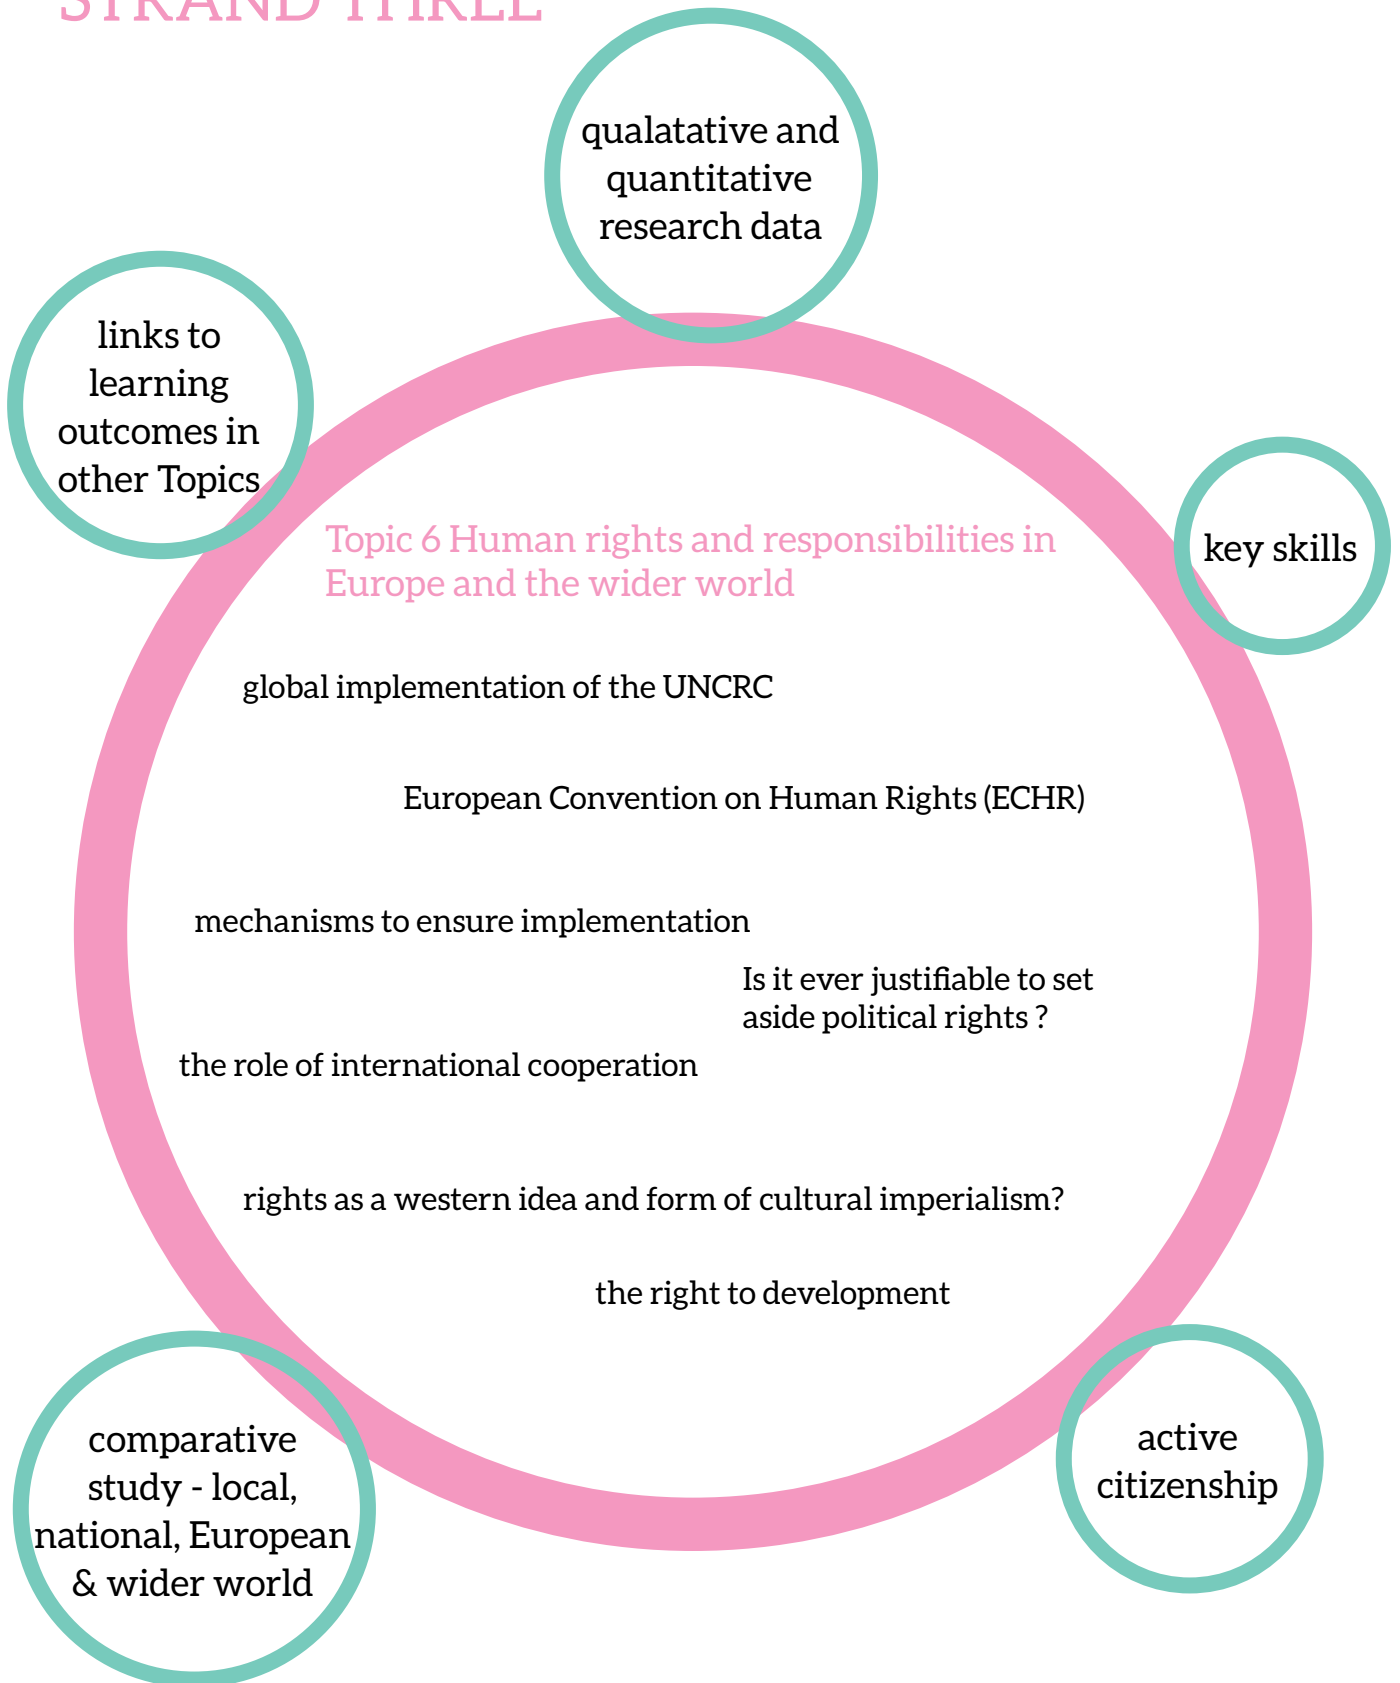 STRAND THREE
qualatative and
quantitative
research data
links to
learning
outcomes in
other Topics
key skills
Topic 6 Human rights and responsibilities in
Europe and the wider world
global implementation of the UNCRC
European Convention on Human Rights (ECHR)
mechanisms to ensure implementation
Is it ever justifiable to set
aside political rights ?
the role of international cooperation
rights as a western idea and form of cultural imperialism?
the right to development
comparative
study - local,
national, European
& wider world
active
citizenship